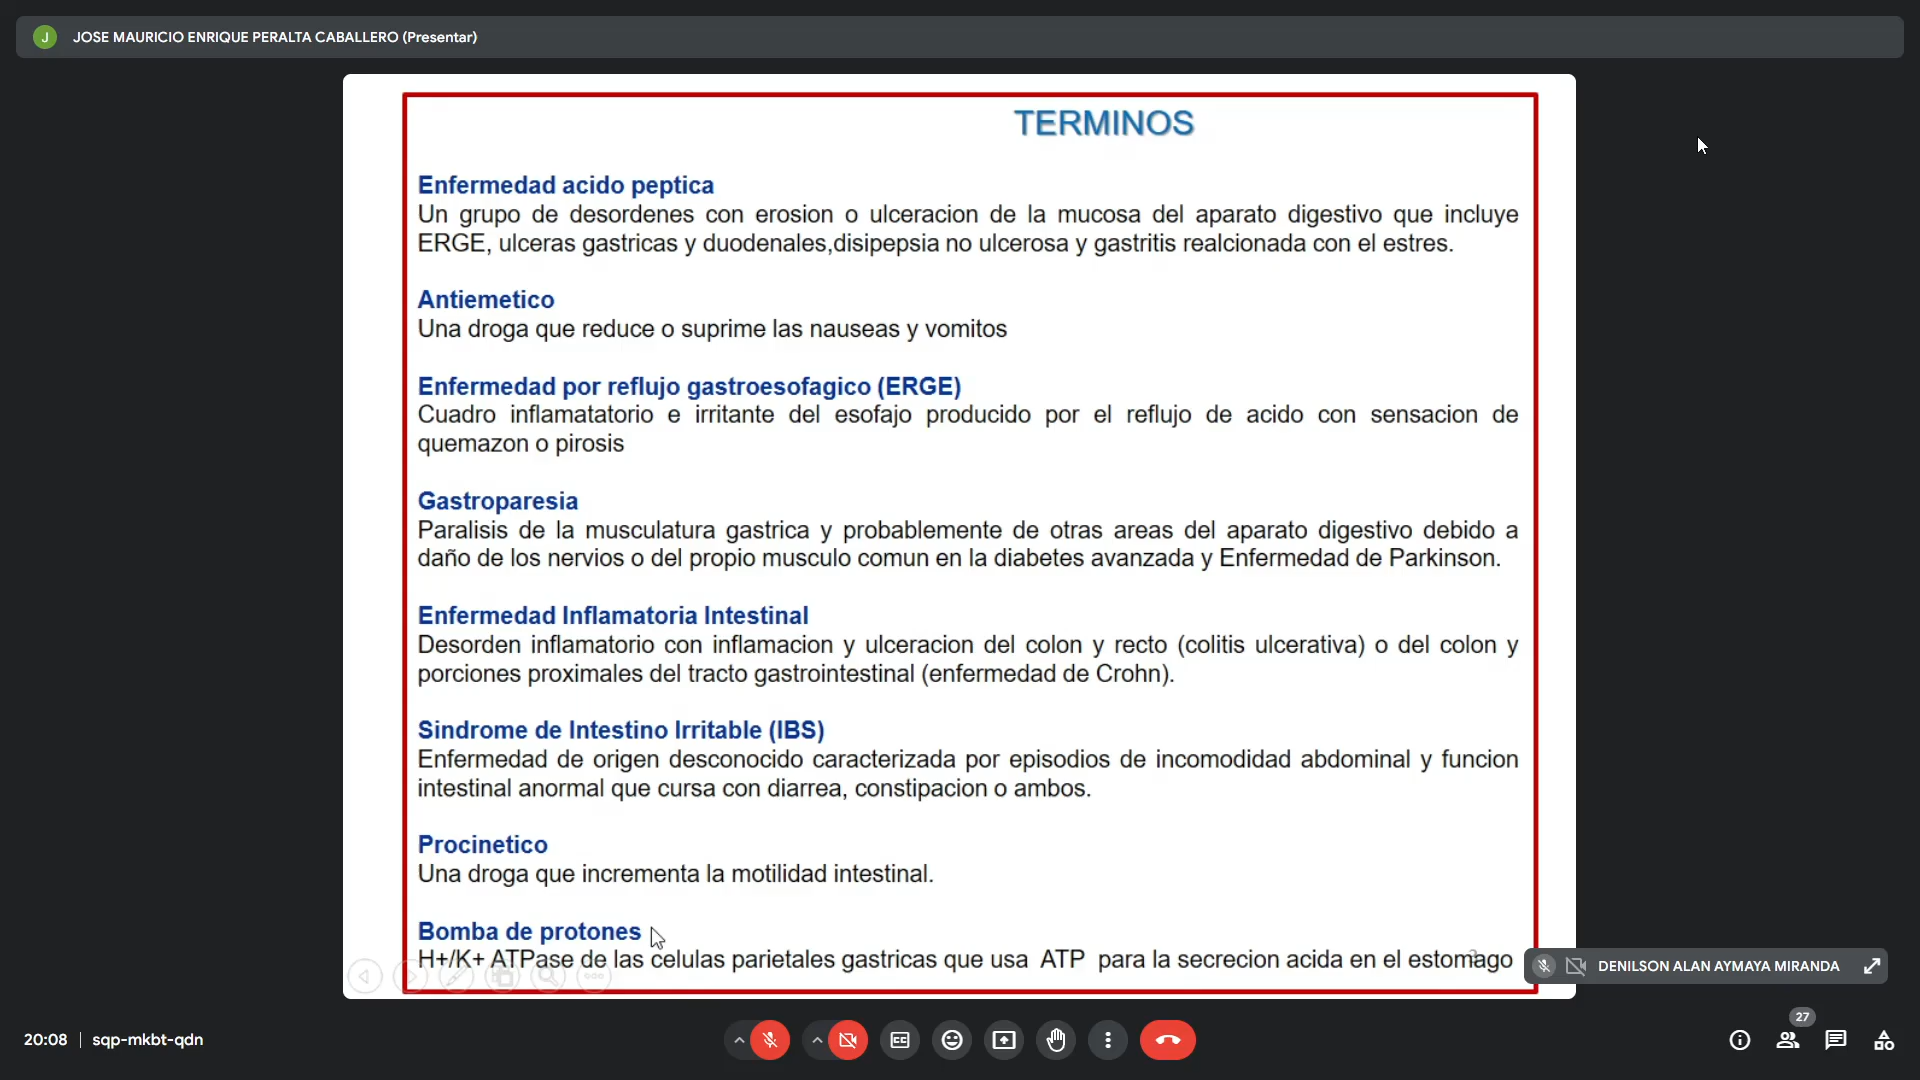 J JOSE MAURICIO ENRIQUE PERALTA CABALLERO (Presentar)
TERMINOS
Enfermedad acido peptica
Un grupo de desordenes con erosion o ulceracion de la mucosa del aparato digestivo que incluye
ERGE, ulceras gastricas y duodenales,disipepsia no ulcerosa y gastritis realcionada con el estres.
Antiemetico
Una droga que reduce o suprime las nauseas y vomitos
Enfermedad por reflujo gastroesofagico (ERGE)
Cuadro inflamatatorio e irritante del esofajo producido por el reflujo de acido con sensacion de
quemazon o pirosis
Gastroparesia
Paralisis de la musculatura gastrica y probablemente de otras areas del aparato digestivo debido a
daño de los nervios o del propio musculo comun en la diabetes avanzada y Enfermedad de Parkinson.
Enfermedad Inflamatoria Intestinal
Desorden inflamatorio con inflamacion y ulceracion del colon y recto (colitis ulcerativa) o del colon y
porciones proximales del tracto gastrointestinal (enfermedad de Crohn).
Sindrome de Intestino Irritable (IBS)
Enfermedad de origen desconocido caracterizada por episodios de incomodidad abdominal y funcion
intestinal anormal que cursa con diarrea, constipacion o ambos.
Procinetico
Una droga que incrementa la motilidad intestinal.
Bomba de protones
H+/K+ ATPase de las celulas parietales gastricas que usa ATP para la secrecion acida en el estomago
DENILSON ALAN AYMAYA MIRANDA
27
20:08 | sqp-mkbt-qdn